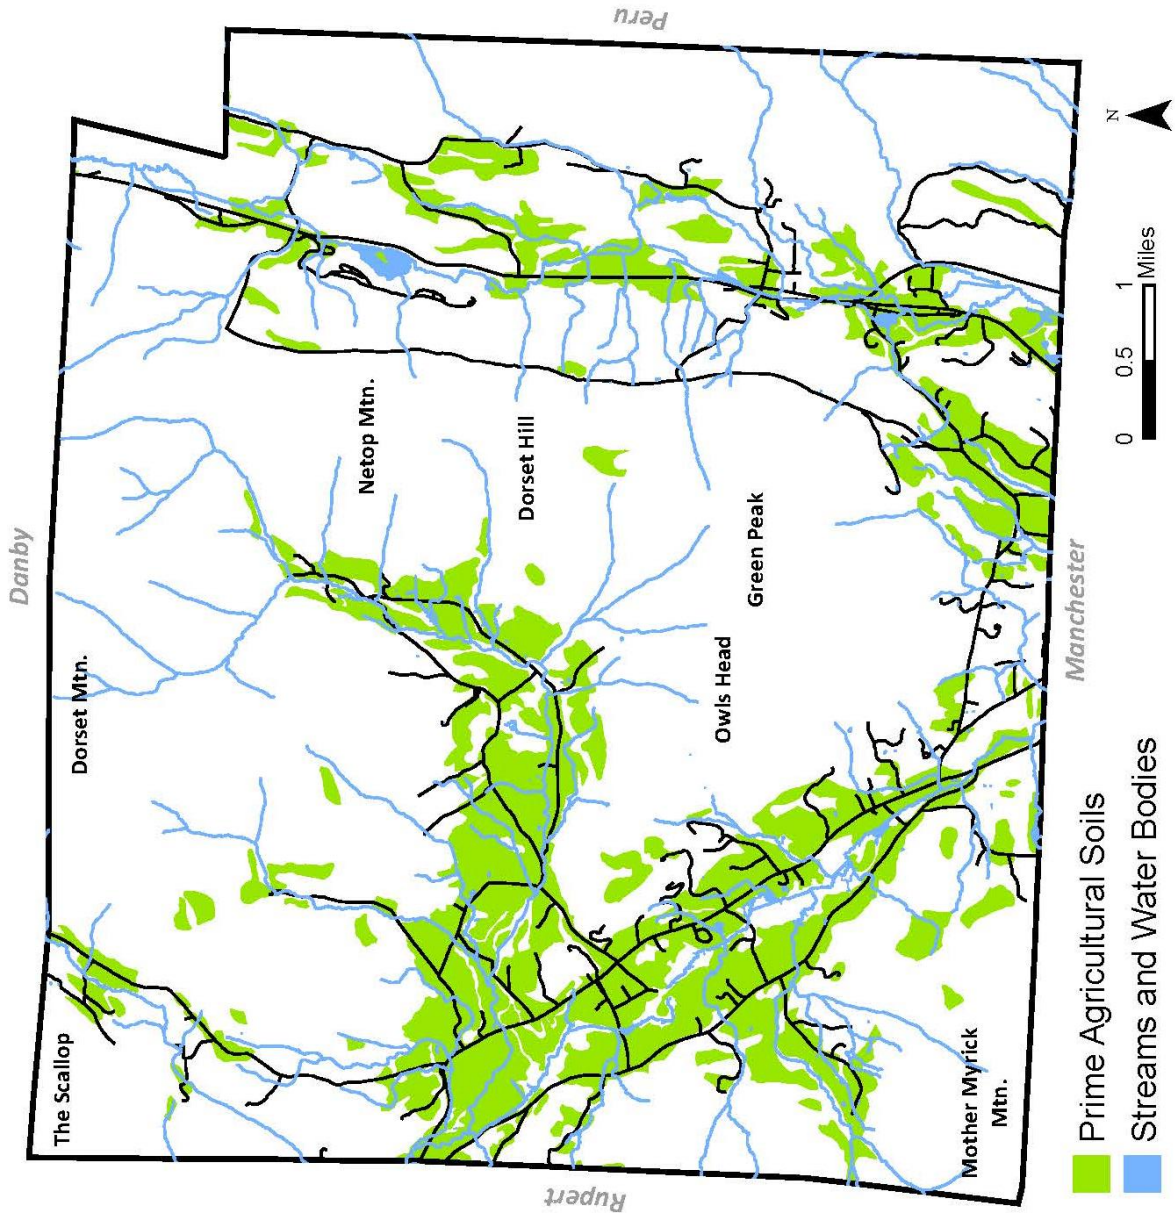 Danby
Dorset Mtn.
The Scallop
Netop Mtn.
Peru
Dorset Hill
Rupert
Owls Head
Green Peak
Mother Myrick
Mtn.
Manchester
Prime Agricultural Soils
Streams and Water Bodies
0 0.5 1 Miles
N